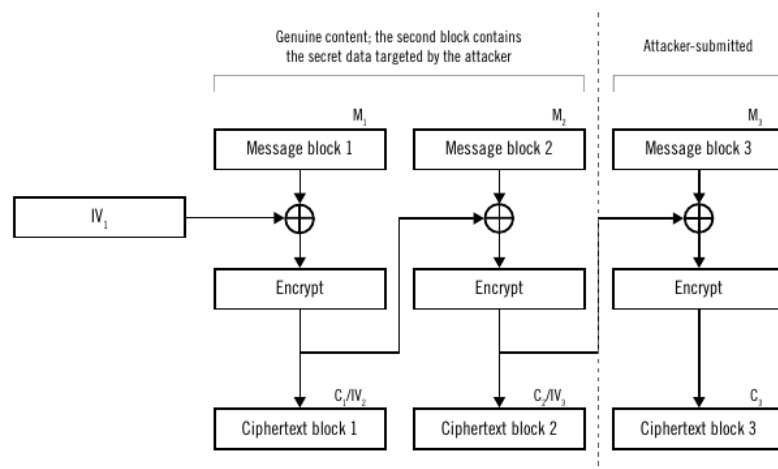 Genuine content; the second block contains
the secret data targeted by the attacker
Attacker-submitted
M₁
M₂
M₃
Message block 1
Message block 2
Message block 3
IV₁
Encrypt
Encrypt
Encrypt
C₁/IV₂
C₂/IV₃
C₃
Ciphertext block 1
Ciphertext block 2
Ciphertext block 3